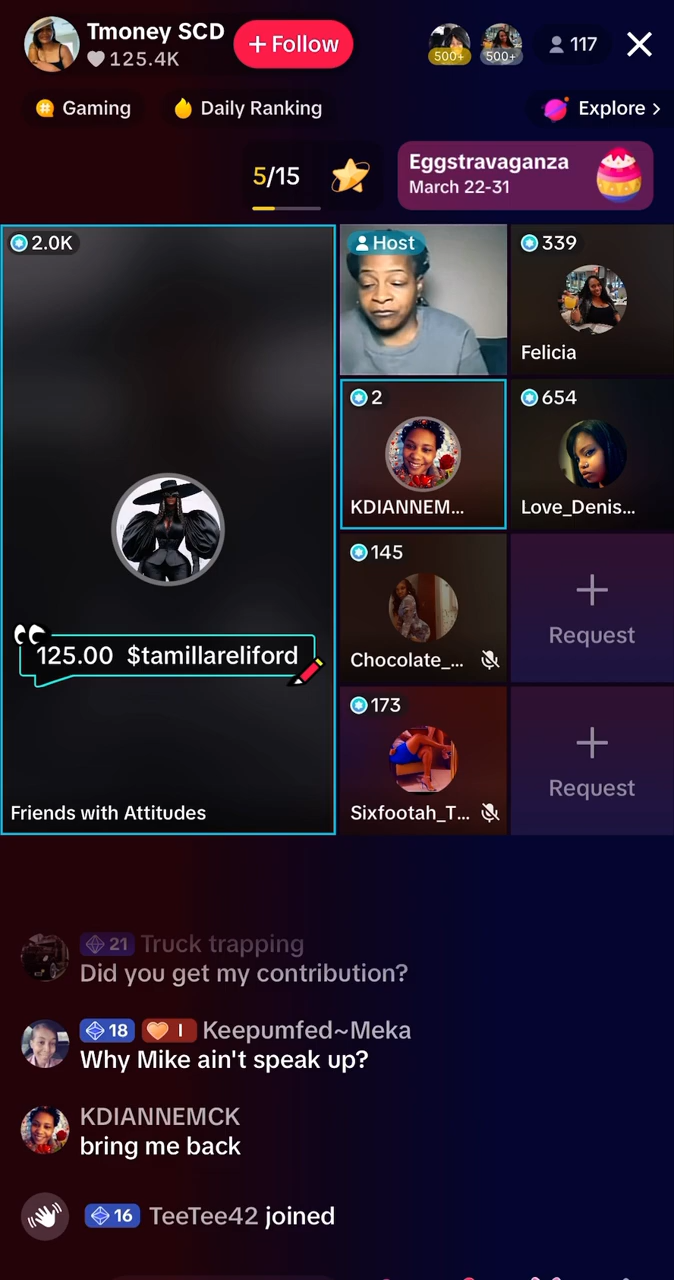 Tmoney SCD
125.4K
+ Follow
500+
500+
117
Gaming
Daily Ranking
Explore >
5/15
Eggstravaganza
March 22-31
2.0K
Host
339
Felicia
2
KDIANNEM...
654
Love_Denis...
125.00 $tamillareliford
145
Chocolate_...
Request
173
Sixfootah_T...
Request
Friends with Attitudes
21 Truck trapping
Did you get my contribution?
18 I Keepumfed~Meka
Why Mike ain't speak up?
KDIANNEMCK
bring me back
16 TeeTee42 joined